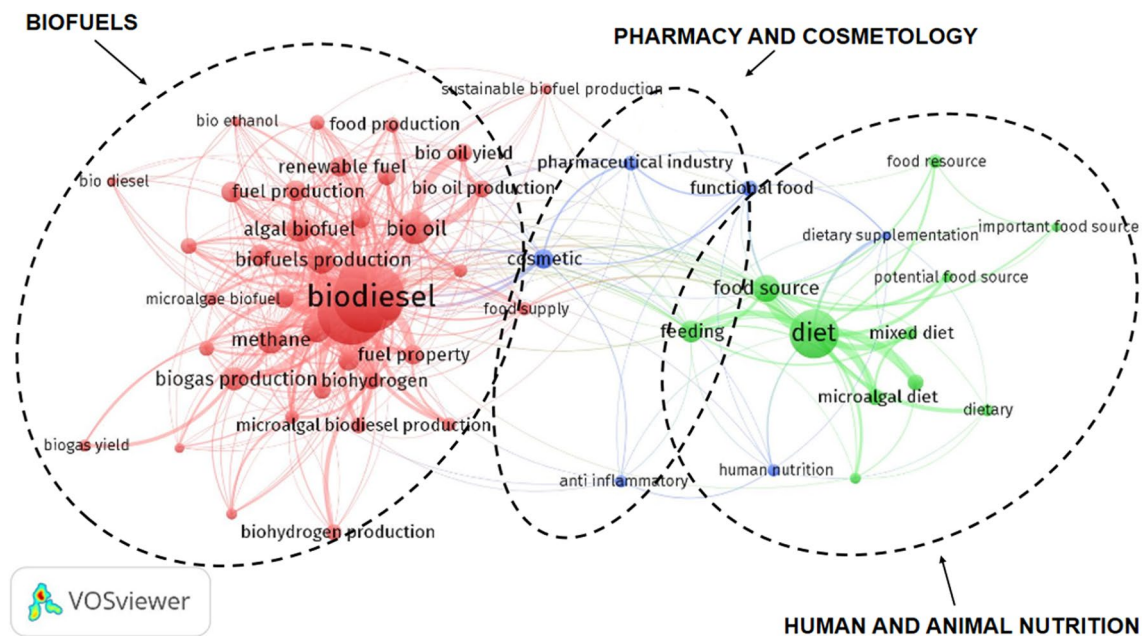 BIOFUELS
PHARMACY AND COSMETOLOGY
sustainable biofuel production
bio ethanol
food production
bio oil yield
pharmaceutical industry
food resource
renewable fuel
bio diesel
fuel production
bio oil production
functional food
algal biofuel
bio oil
dietary supplementation
important food source
biofuels production
cosmetic
potential food source
food source
biodiesel
microalgae biofuel
food supply
feeding
diet
mixed diet
methane
fuel property
biogas production
biohydrogen
microalgal diet
dietary
microalgal biodiesel production
biogas yield
human nutrition
anti inflammatory
biohydrogen production
VOSviewer
HUMAN AND ANIMAL NUTRITION